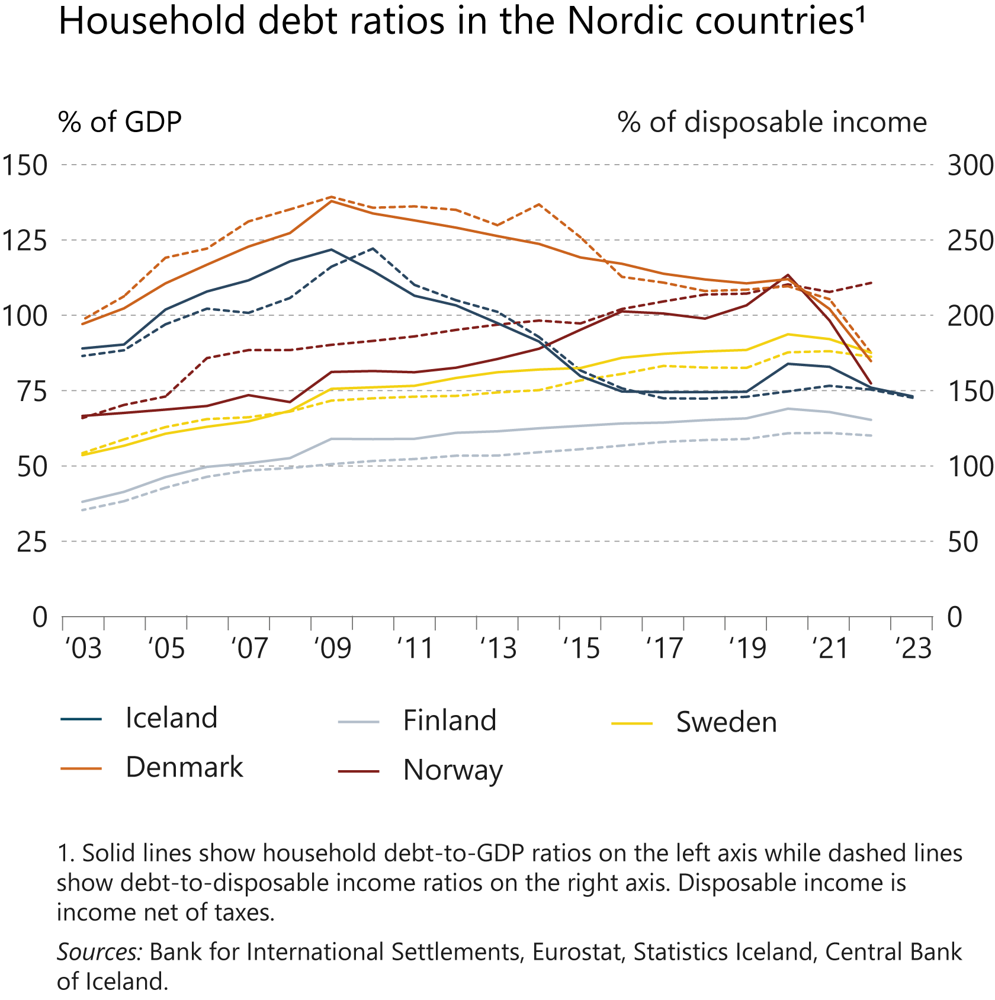 Household debt ratios in the Nordic countries¹
% of GDP
% of disposable income
150
300
125
250
100
200
75
150
50
100
25
50
0
0
‘03 ‘05 ‘07 ‘09 ‘11 ‘13 ‘15 ‘17 ‘19 ‘21 ‘23
Iceland
Finland
Sweden
Denmark
Norway
1. Solid lines show household debt-to-GDP ratios on the left axis while dashed lines
show debt-to-disposable income ratios on the right axis. Disposable income is
income net of taxes.
Sources: Bank for International Settlements, Eurostat, Statistics Iceland, Central Bank
of Iceland.